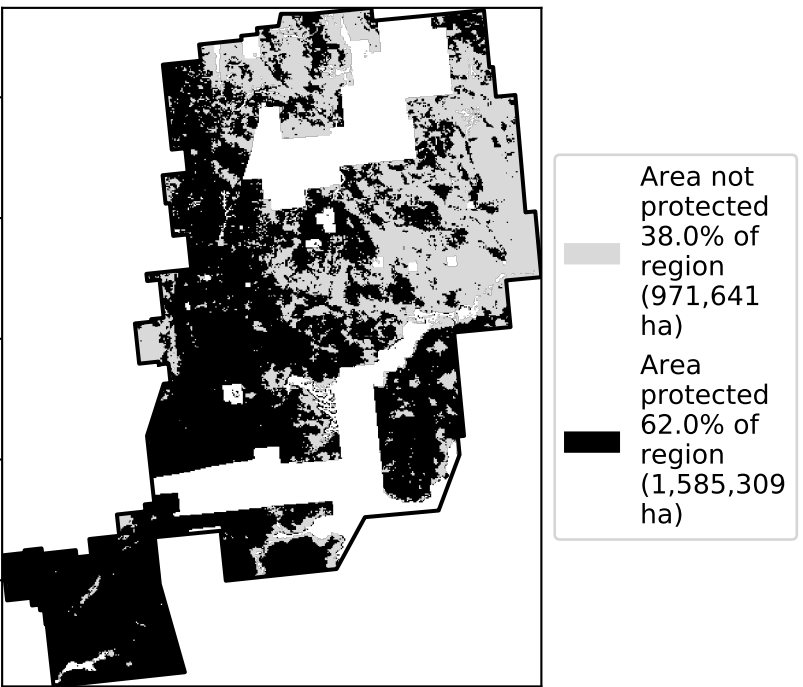 Area not
protected
38.0% of
region
(971,641
ha)
Area
protected
62.0% of
region
(1,585,309
ha)